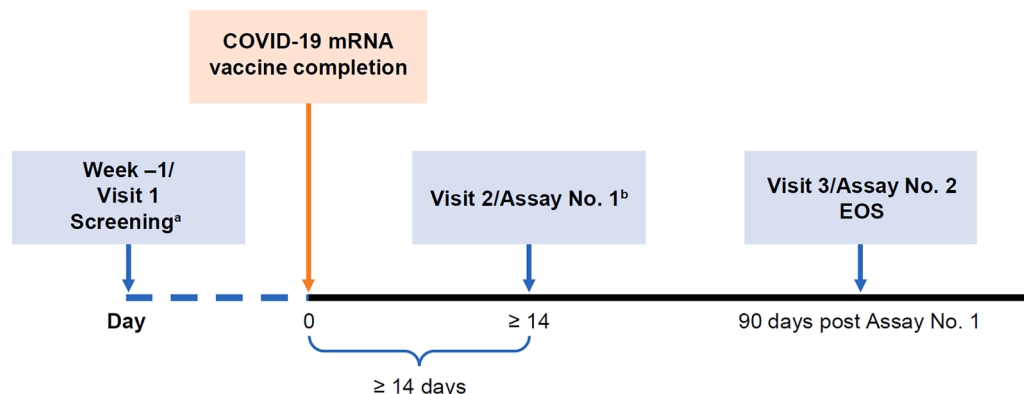 COVID-19 mRNA
vaccine completion
Week –1/
Visit 1
Screeningᵃ
Visit 2/Assay No. 1ᵇ
Visit 3/Assay No. 2
EOS
Day
0
≥ 14
90 days post Assay No. 1
≥ 14 days